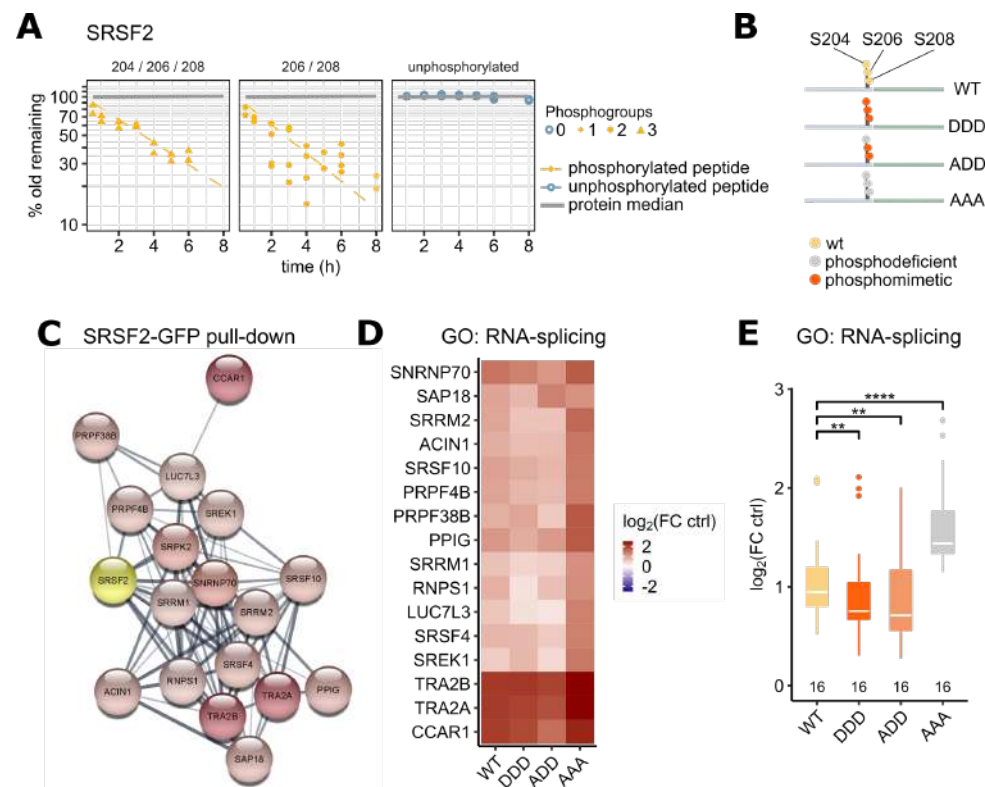 A
SRSF2
204 / 206 / 208
206 / 208
unphosphorylated
% old remaining
100
70
50
30
10
2 4 6 8
2 4 6 8
2 4 6 8
time (h)
Phosphogroups
0 1 2 3
phosphorylated peptide
unphosphorylated peptide
protein median
B
S204 S206 S208
WT
DDD
ADD
AAA
wt
phosphodeficient
phosphomimetic
C
SRSF2-GFP pull-down
CCAR1
PRPF38B
LUC7L3
PRPF4B
SREK1
SRPK2
SRSF2
SNRNP70
SRSF10
SRRM1
SRRM2
SRSF4
ACIN1
RNPS1
TRA2A
PPIG
TRA2B
SAP18
D
GO: RNA-splicing
SNRNP70
SAP18
SRRM2
ACIN1
SRSF10
PRPF4B
PRPF38B
PPIG
SRRM1
RNPS1
LUC7L3
SRSF4
SREK1
TRA2B
TRA2A
CCAR1
WT DDD ADD AAA
log₂(FC ctrl)
2
0
-2
E
GO: RNA-splicing
log₂(FC ctrl)
3
2
1
0
****
**
**
16 16 16 16
WT DDD ADD AAA